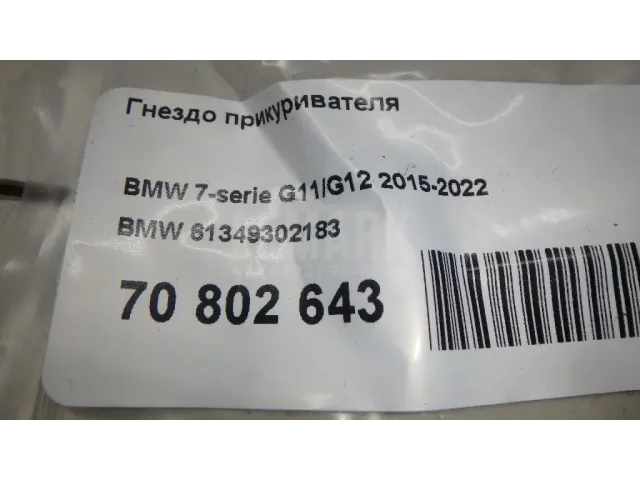 Гнездо прикуривателя
BMW 7-serie G11/G12 2015-2022
BMW 61349302183
70 802 643